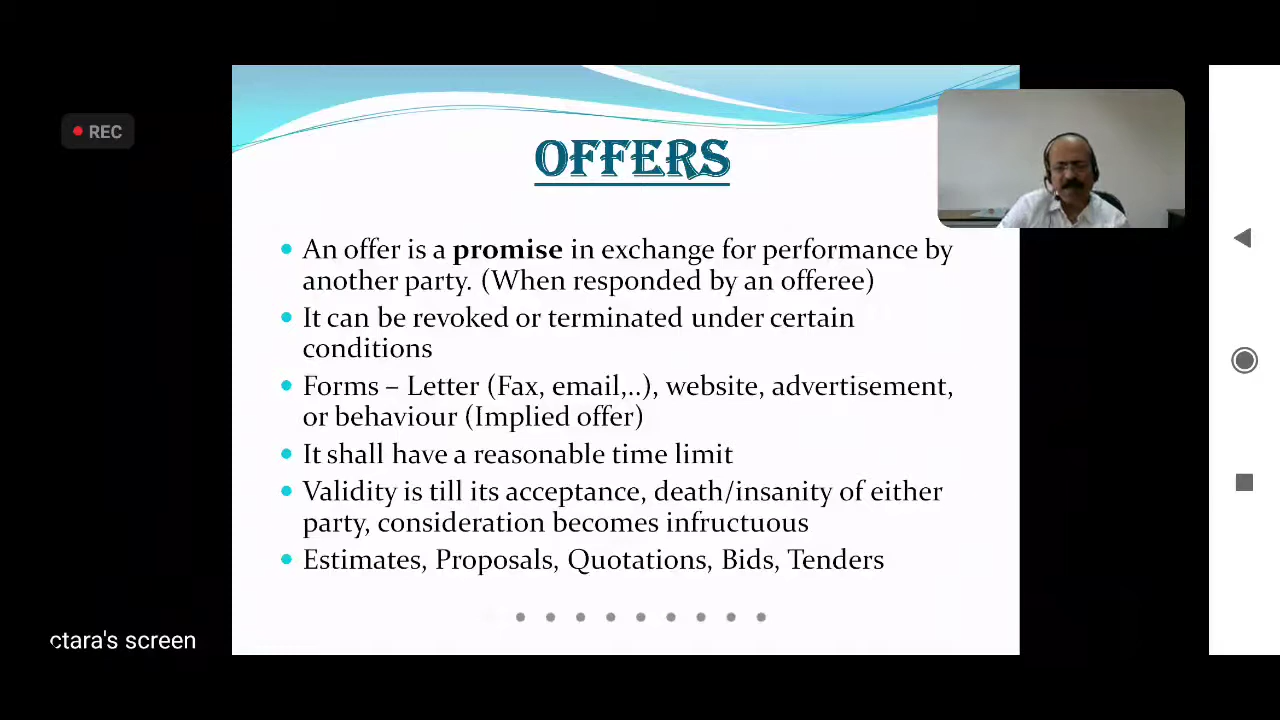 REC
OFFERS
An offer is a promise in exchange for performance by
another party. (When responded by an offeree)
It can be revoked or terminated under certain
conditions
Forms – Letter (Fax, email,..), website, advertisement,
or behaviour (Implied offer)
It shall have a reasonable time limit
Validity is till its acceptance, death/insanity of either
party, consideration becomes infructuous
Estimates, Proposals, Quotations, Bids, Tenders
ctara's screen